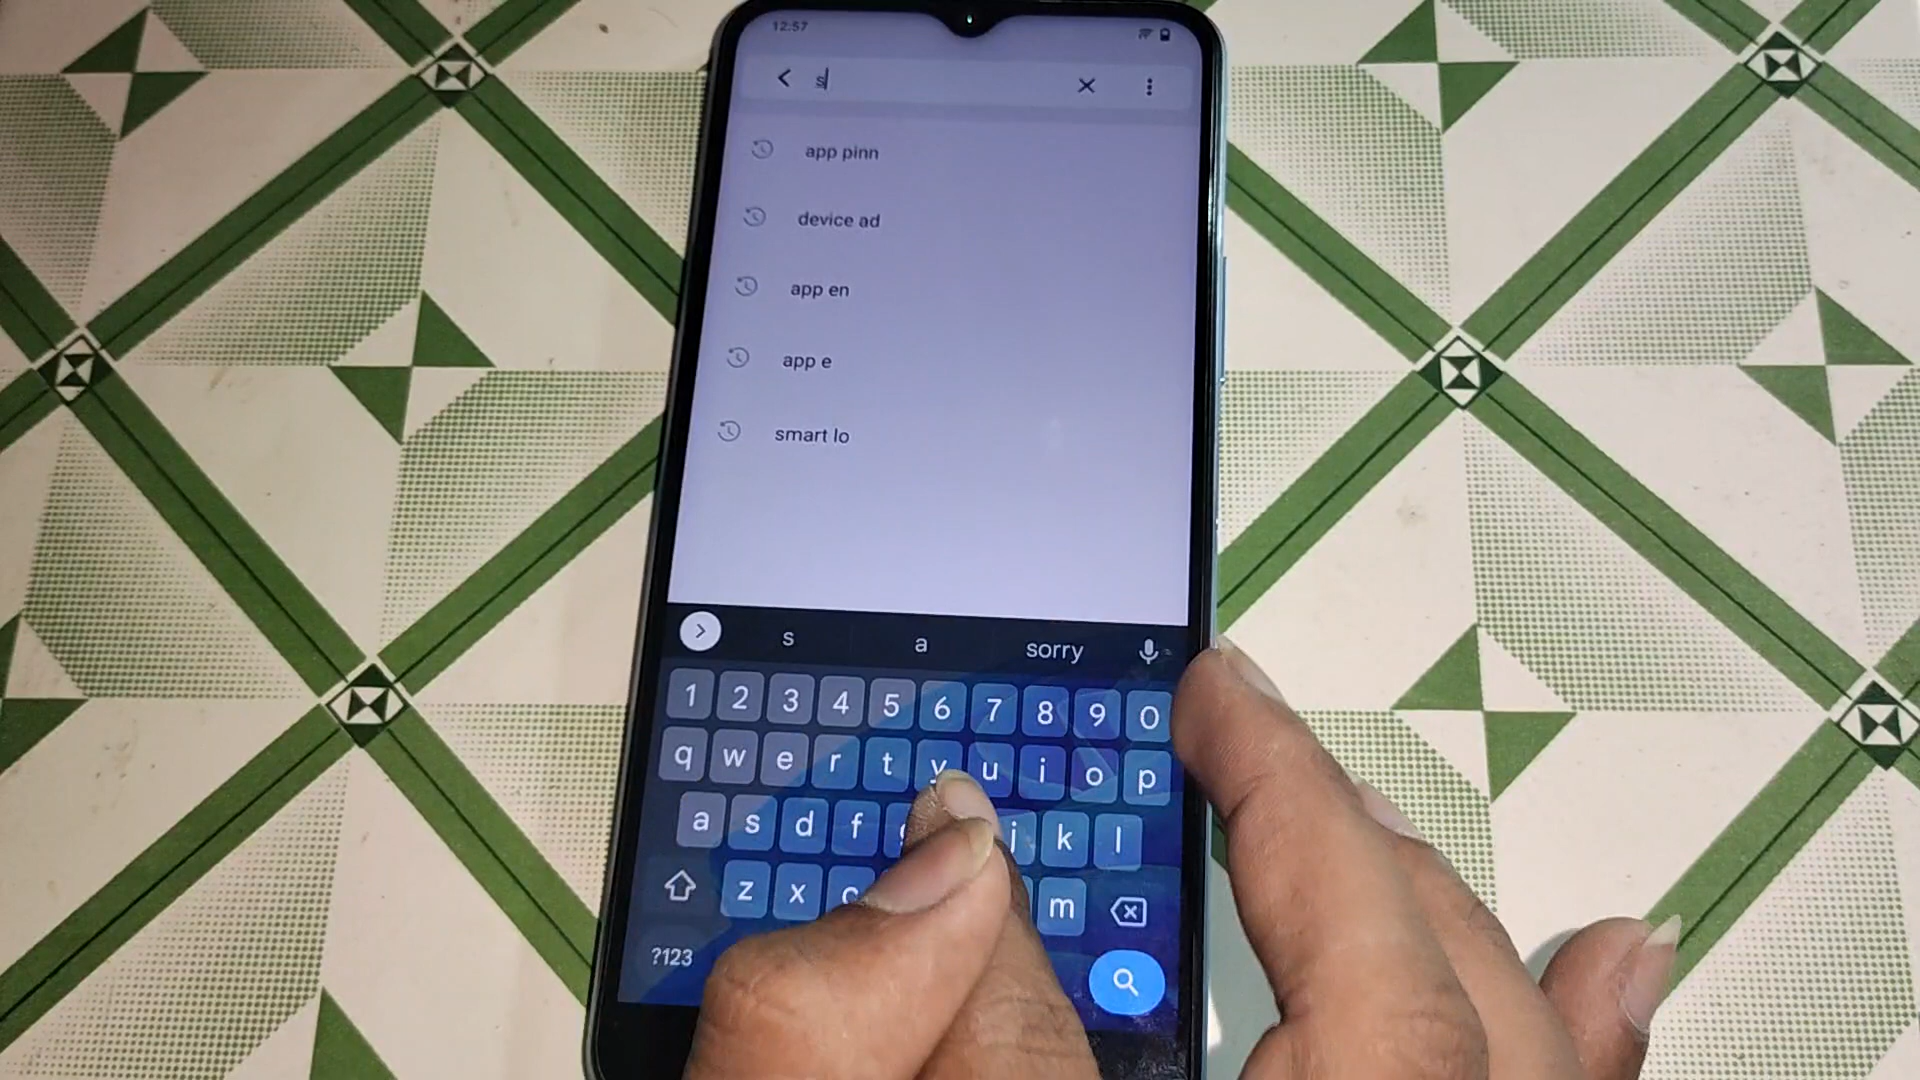 12:57
s
app pinn
device ad
app en
app e
smart lo
s a sorry
1 2 3 4 5 6 7 8 9 0
q w e r t y u i o p
a s d f j k l
z x c m
?123